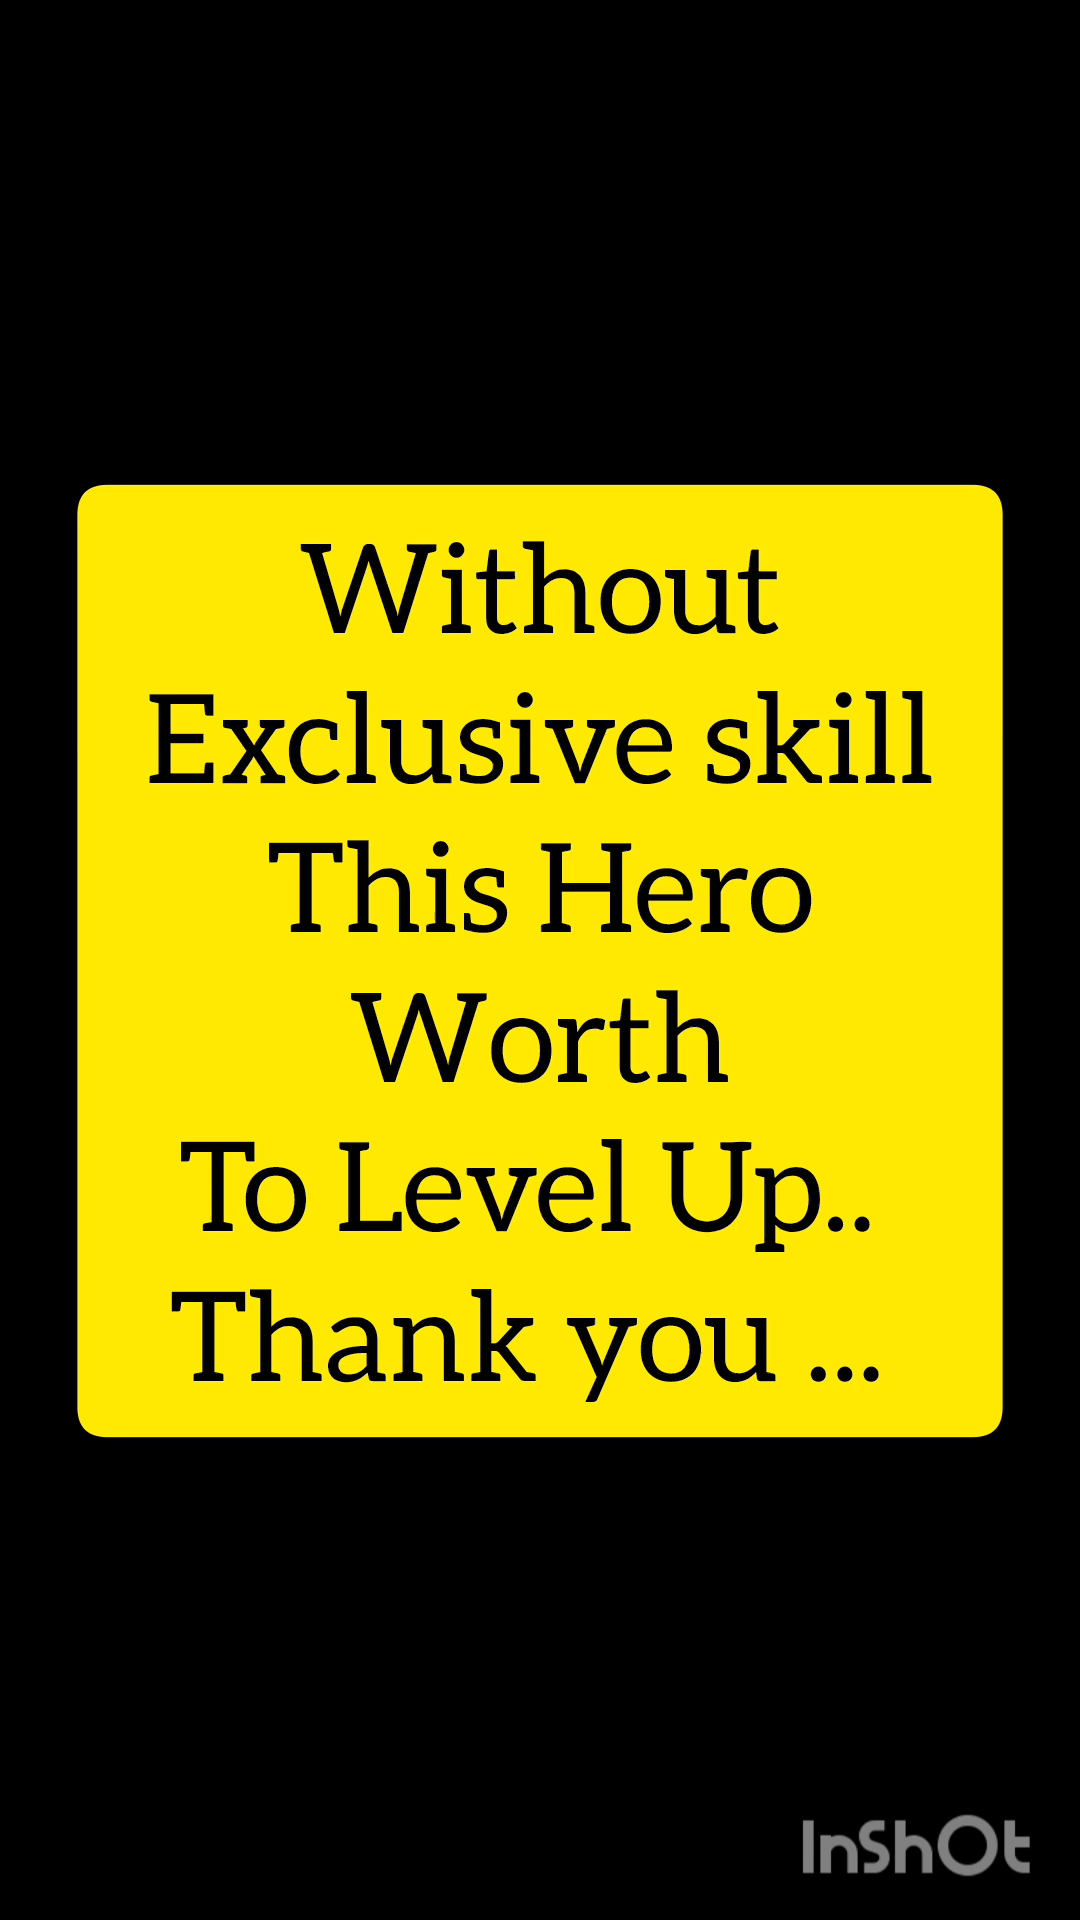 Without
Exclusive skill
This Hero
Worth
To Level Up..
Thank you ...
InShOt